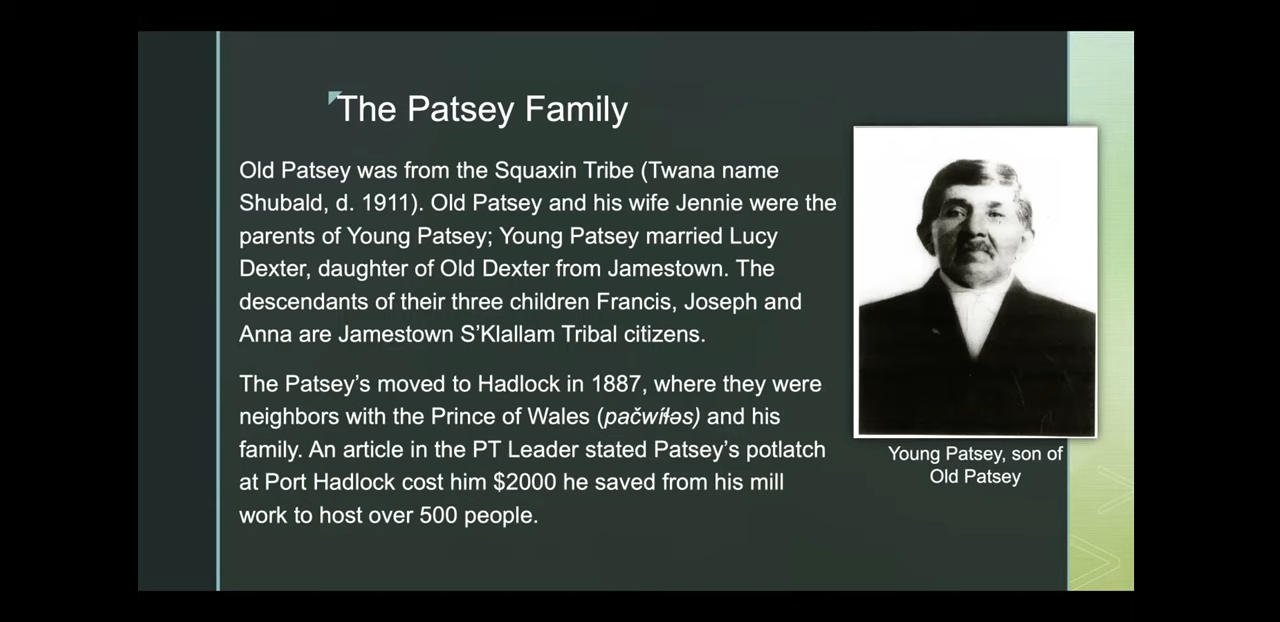 The Patsey Family
Old Patsey was from the Squaxin Tribe (Twana name
Shubald, d. 1911). Old Patsey and his wife Jennie were the
parents of Young Patsey; Young Patsey married Lucy
Dexter, daughter of Old Dexter from Jamestown. The
descendants of their three children Francis, Joseph and
Anna are Jamestown S’Klallam Tribal citizens.
The Patsey’s moved to Hadlock in 1887, where they were
neighbors with the Prince of Wales (pačwíɬəs) and his
family. An article in the PT Leader stated Patsey’s potlatch
at Port Hadlock cost him $2000 he saved from his mill
work to host over 500 people.
Young Patsey, son of
Old Patsey